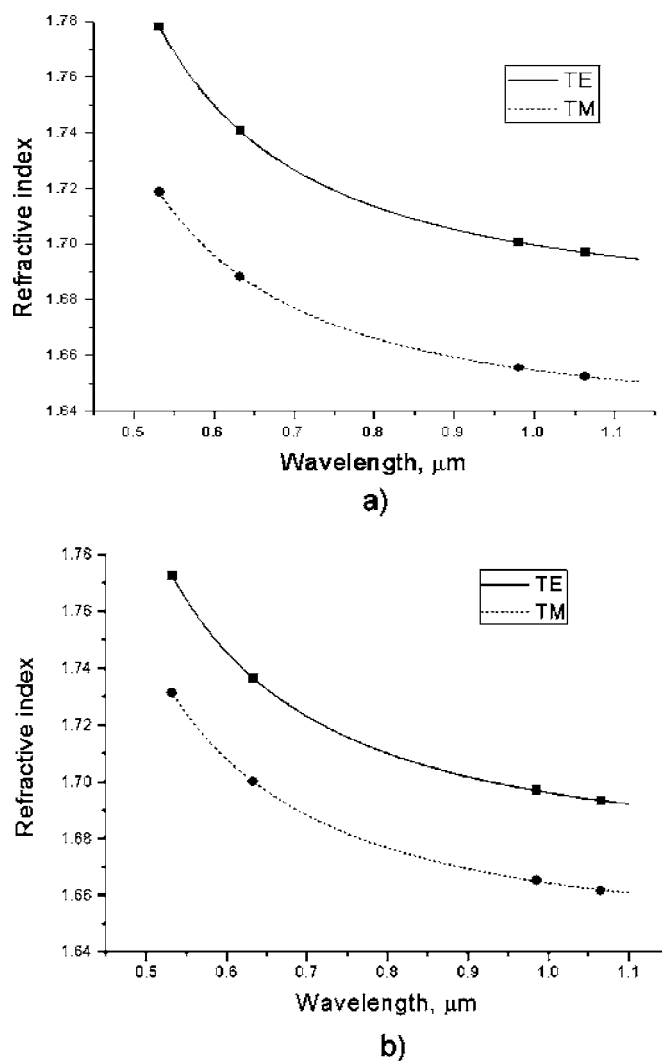 1.78
1.76
1.74
1.72
1.70
1.68
1.66
1.64
Refractive index
TE
TM
0.5 0.6 0.7 0.8 0.9 1.0 1.1
Wavelength, μm
a)
1.78
1.76
1.74
1.72
1.70
1.68
1.66
1.64
Refractive index
TE
TM
0.5 0.6 0.7 0.8 0.9 1.0 1.1
Wavelength, μm
b)